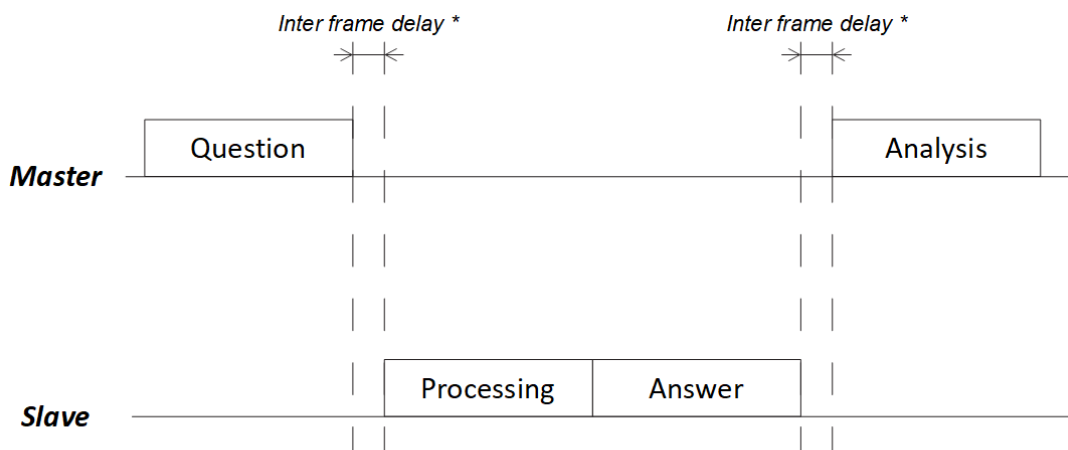 Inter frame delay *
Inter frame delay *
Question
Analysis
Master
Processing
Answer
Slave